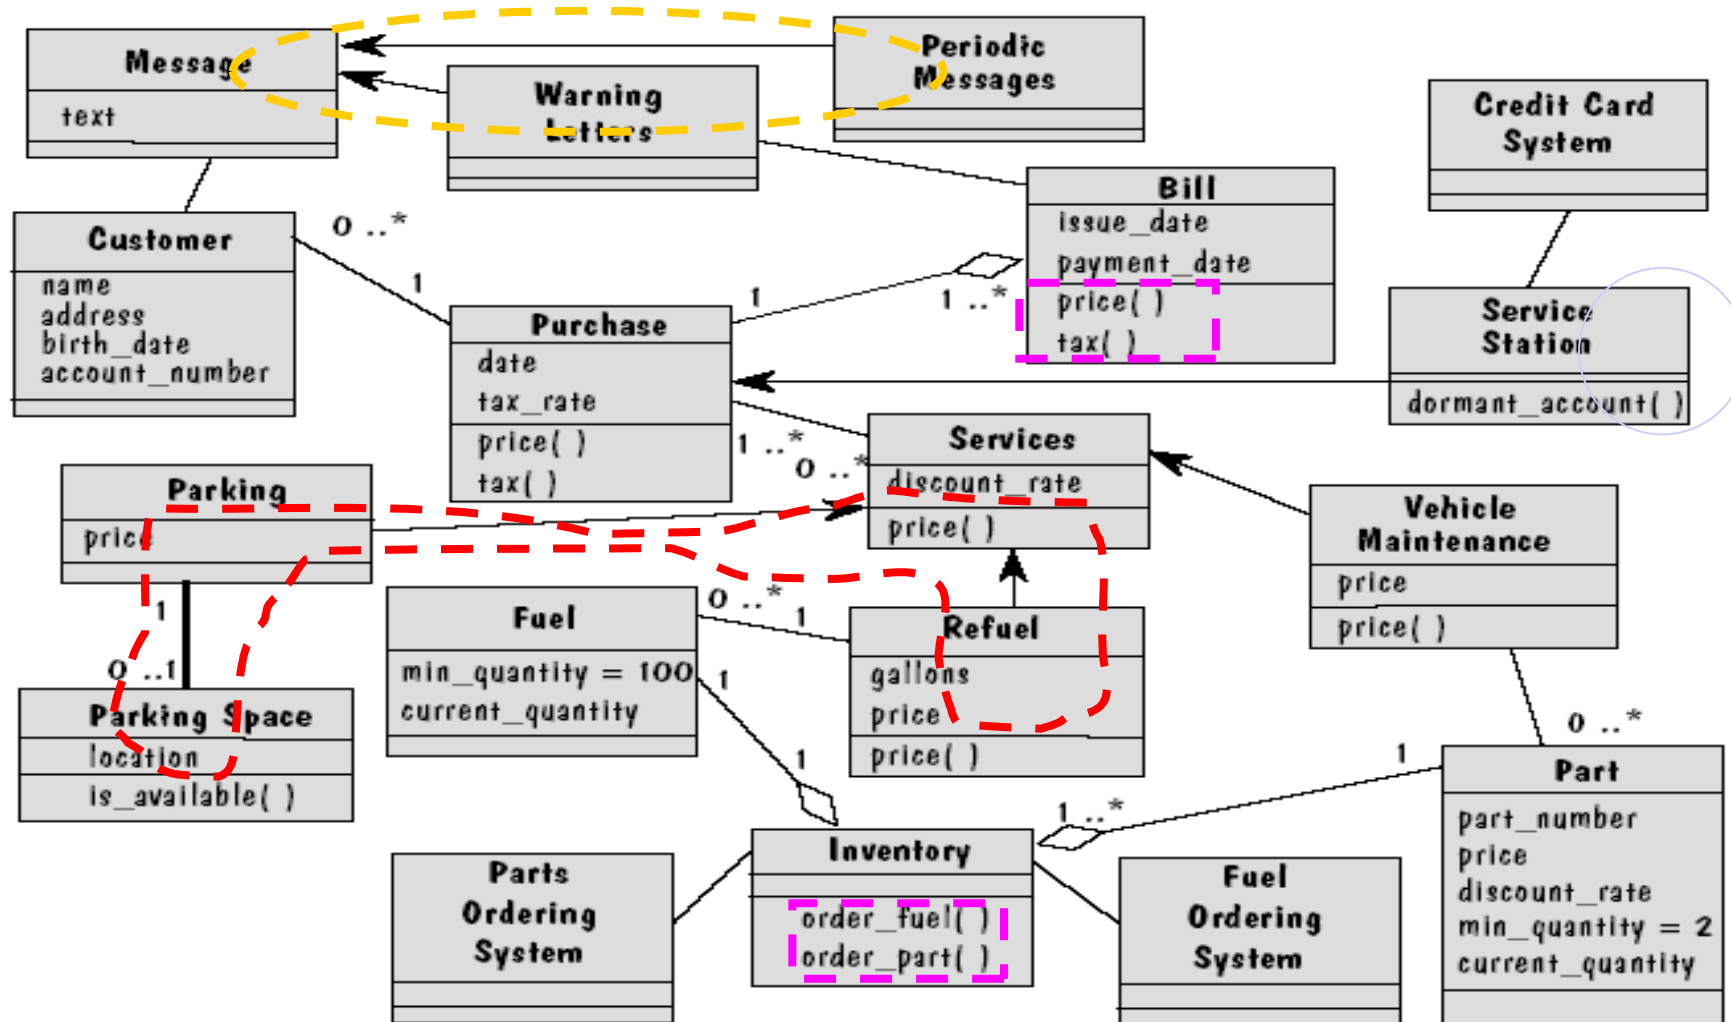 Message
text
Periodic
Messages
Warning
Letters
Credit Card
System
Bill
issue_date
payment_date
price( )
tax( )
Customer
name
address
birth_date
account_number
0 ..*
1
1
1 ..*
Purchase
date
tax_rate
price( )
tax( )
Service
Station
dormant_account( )
1 ..*
0 ..*
Services
discount_rate
price( )
Parking
price
1
0 ..1
Parking Space
location
is_available( )
Vehicle
Maintenance
price
price( )
Fuel
min_quantity = 100
current_quantity
0 ..*
1
Refuel
gallons
price
price( )
1
1
0 ..*
1
1 ..*
Part
part_number
price
discount_rate
min_quantity = 2
current_quantity
Inventory
order_fuel( )
order_part( )
Parts
Ordering
System
Fuel
Ordering
System